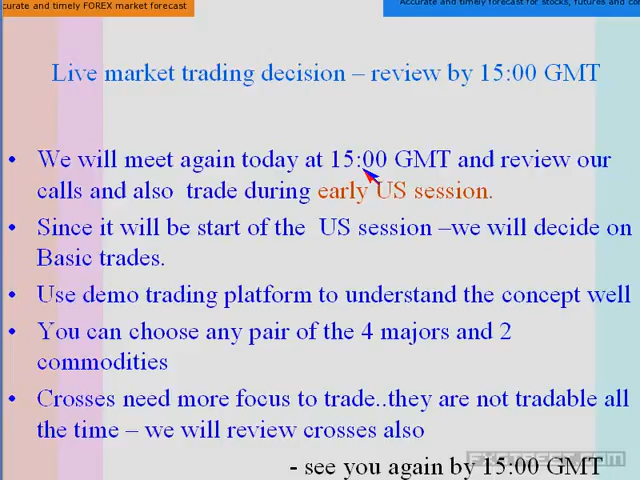 curate and timely FOREX market forecast
Accurate and timely forecast for stocks, futures and co
Live market trading decision – review by 15:00 GMT
• We will meet again today at 15:00 GMT and review our
calls and also trade during early US session.
• Since it will be start of the US session –we will decide on
Basic trades.
• Use demo trading platform to understand the concept well
• You can choose any pair of the 4 majors and 2
commodities
• Crosses need more focus to trade..they are not tradable all
the time – we will review crosses also
- see you again by 15:00 GMT